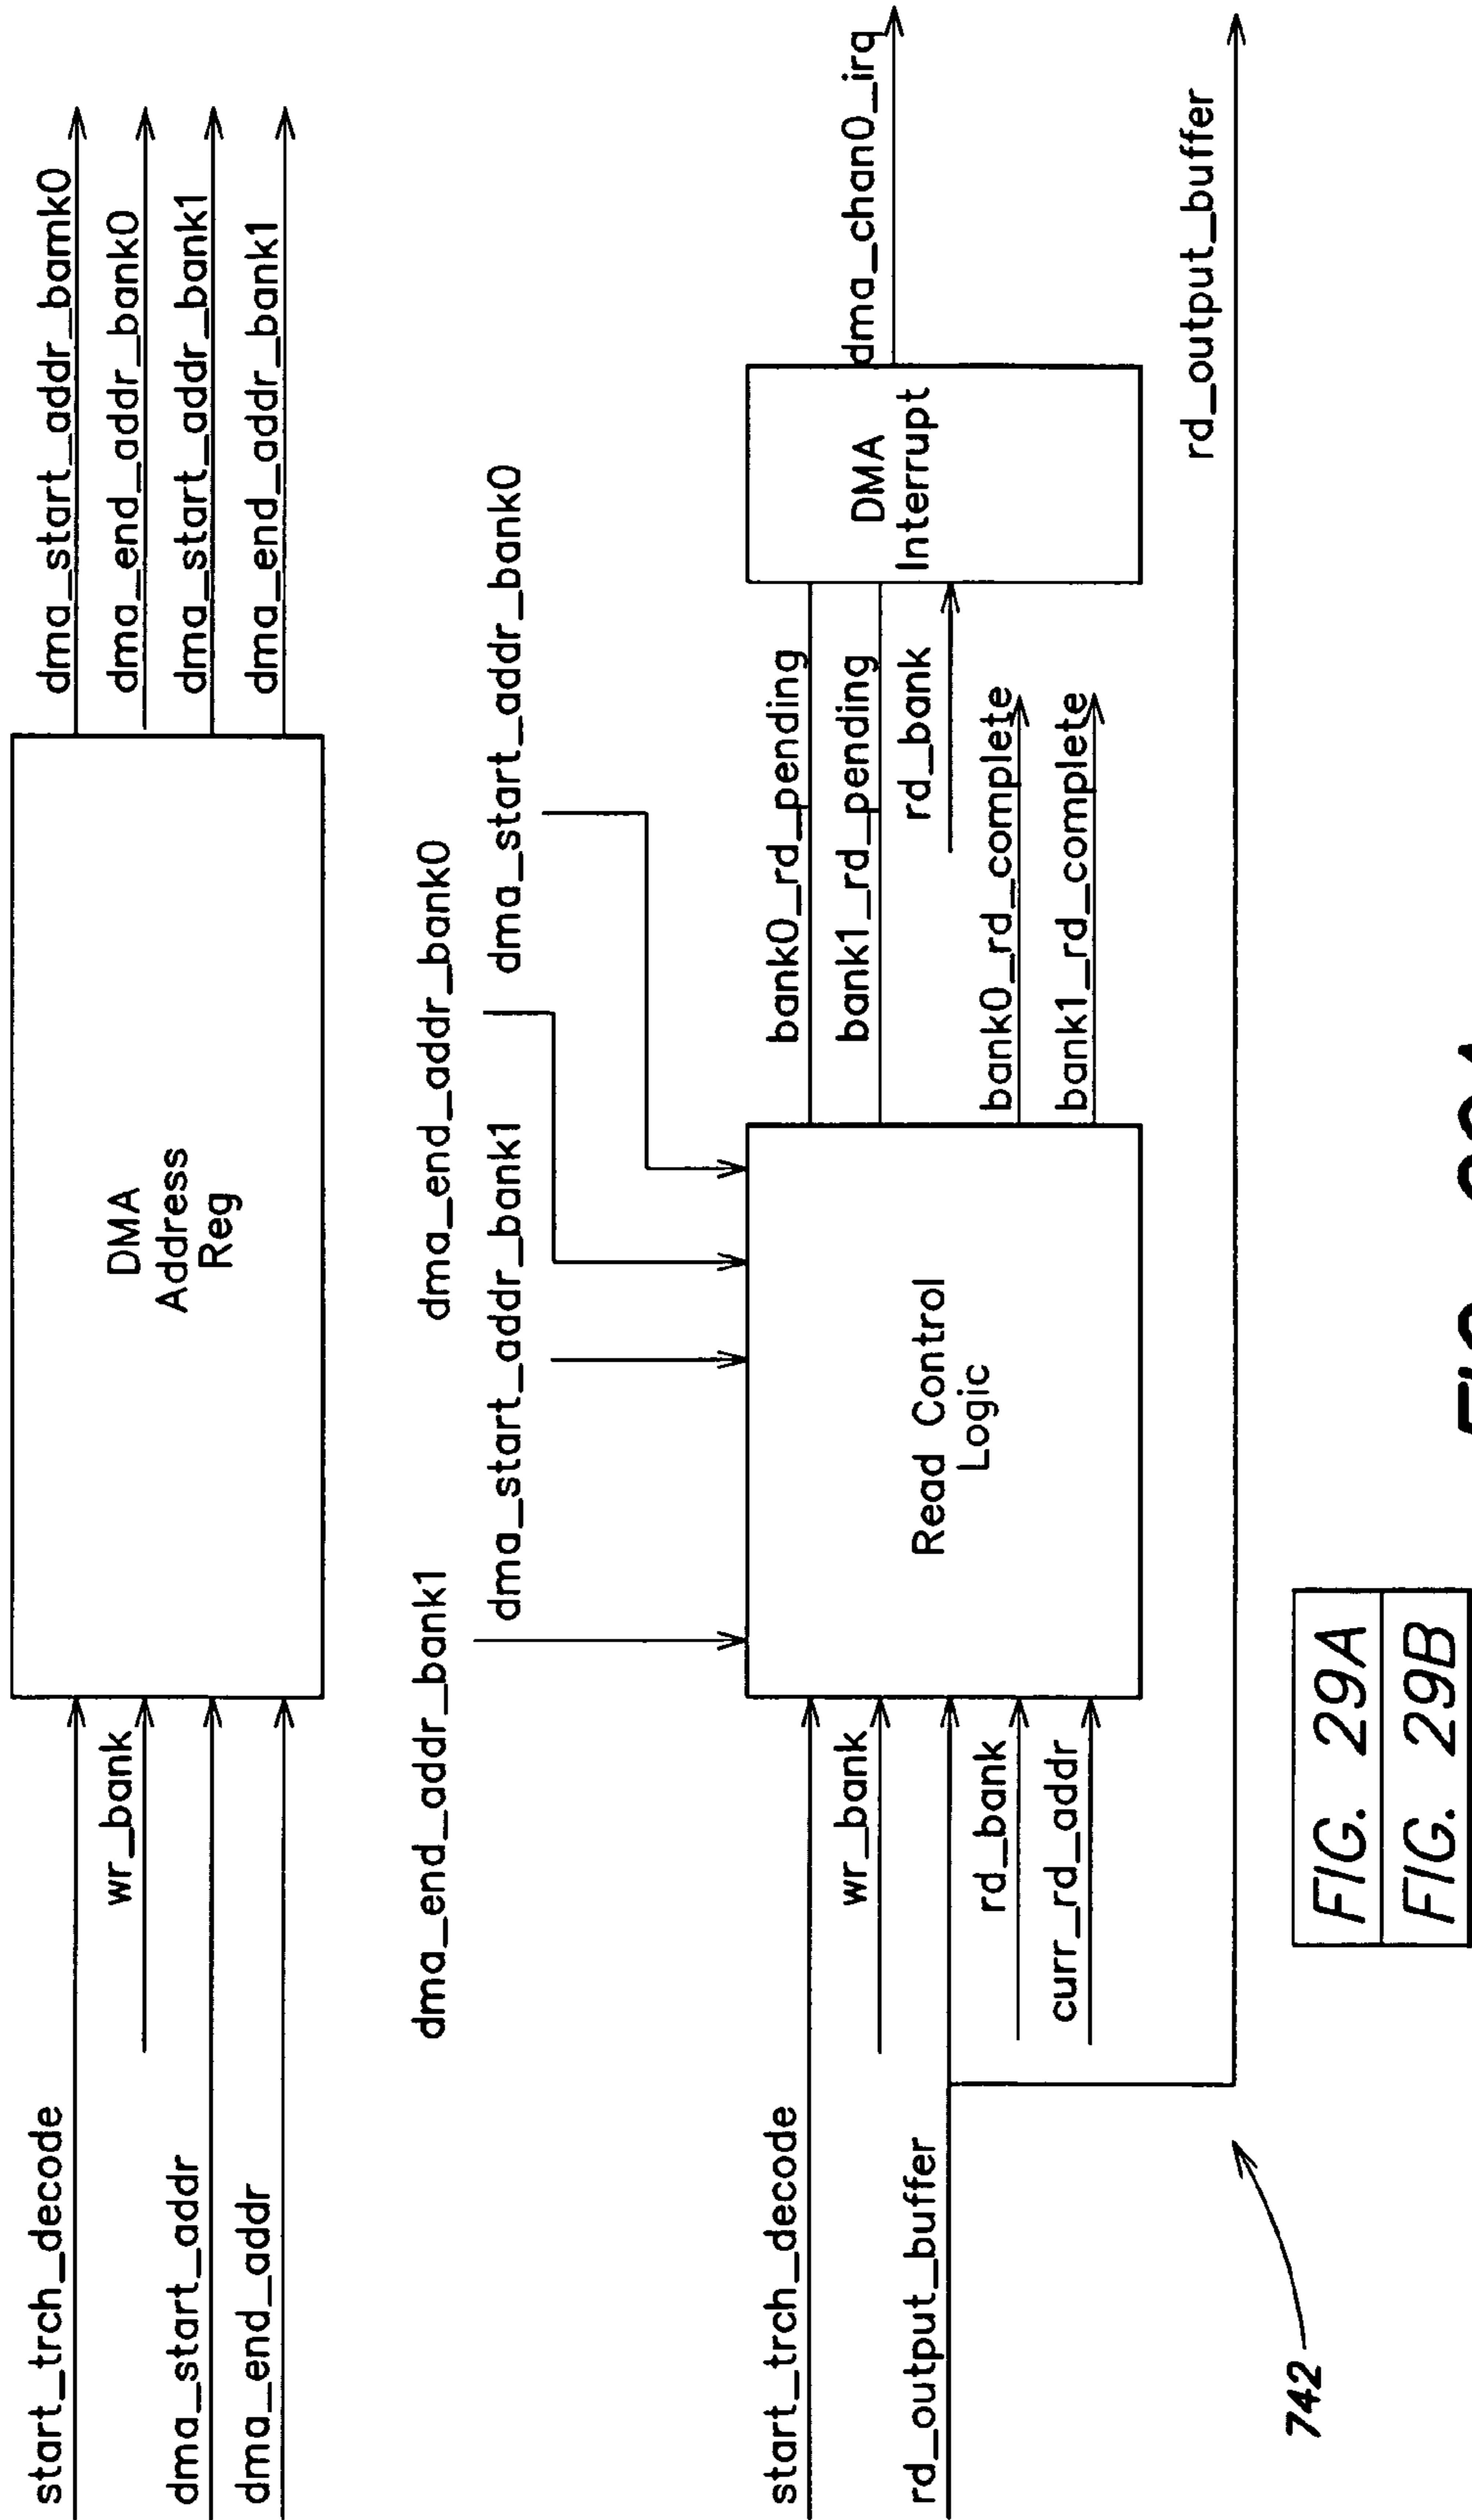 start_trch_decode
wr_bank
dma_start_addr
dma_end_addr
DMA
Address
Reg
dma_start_addr_bamk0
dma_end_addr_bank0
dma_start_addr_bank1
dma_end_addr_bank1
dma_end_addr_bank1
dma_start_addr_bank1
dma_end_addr_bank0
dma_start_addr_bank0
start_trch_decode
wr_bank
rd_output_buffer
rd_bank
curr_rd_addr
Read Control
Logic
bank0_rd_pending
bank1_rd_pending
rd_bank
bank0_rd_complete
bank1_rd_complete
DMA
Interrupt
dma_chan0_irq
rd_output_buffer
742
FIG. 29A
FIG. 29B